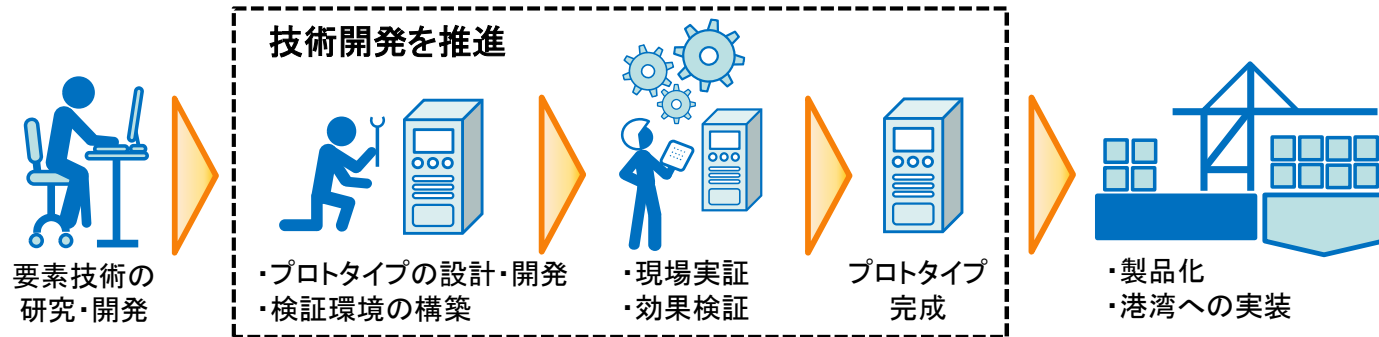 技術開発を推進
要素技術の
研究・開発
・プロトタイプの設計・開発
・検証環境の構築
・現場実証
・効果検証
プロトタイプ
完成
・製品化
・港湾への実装